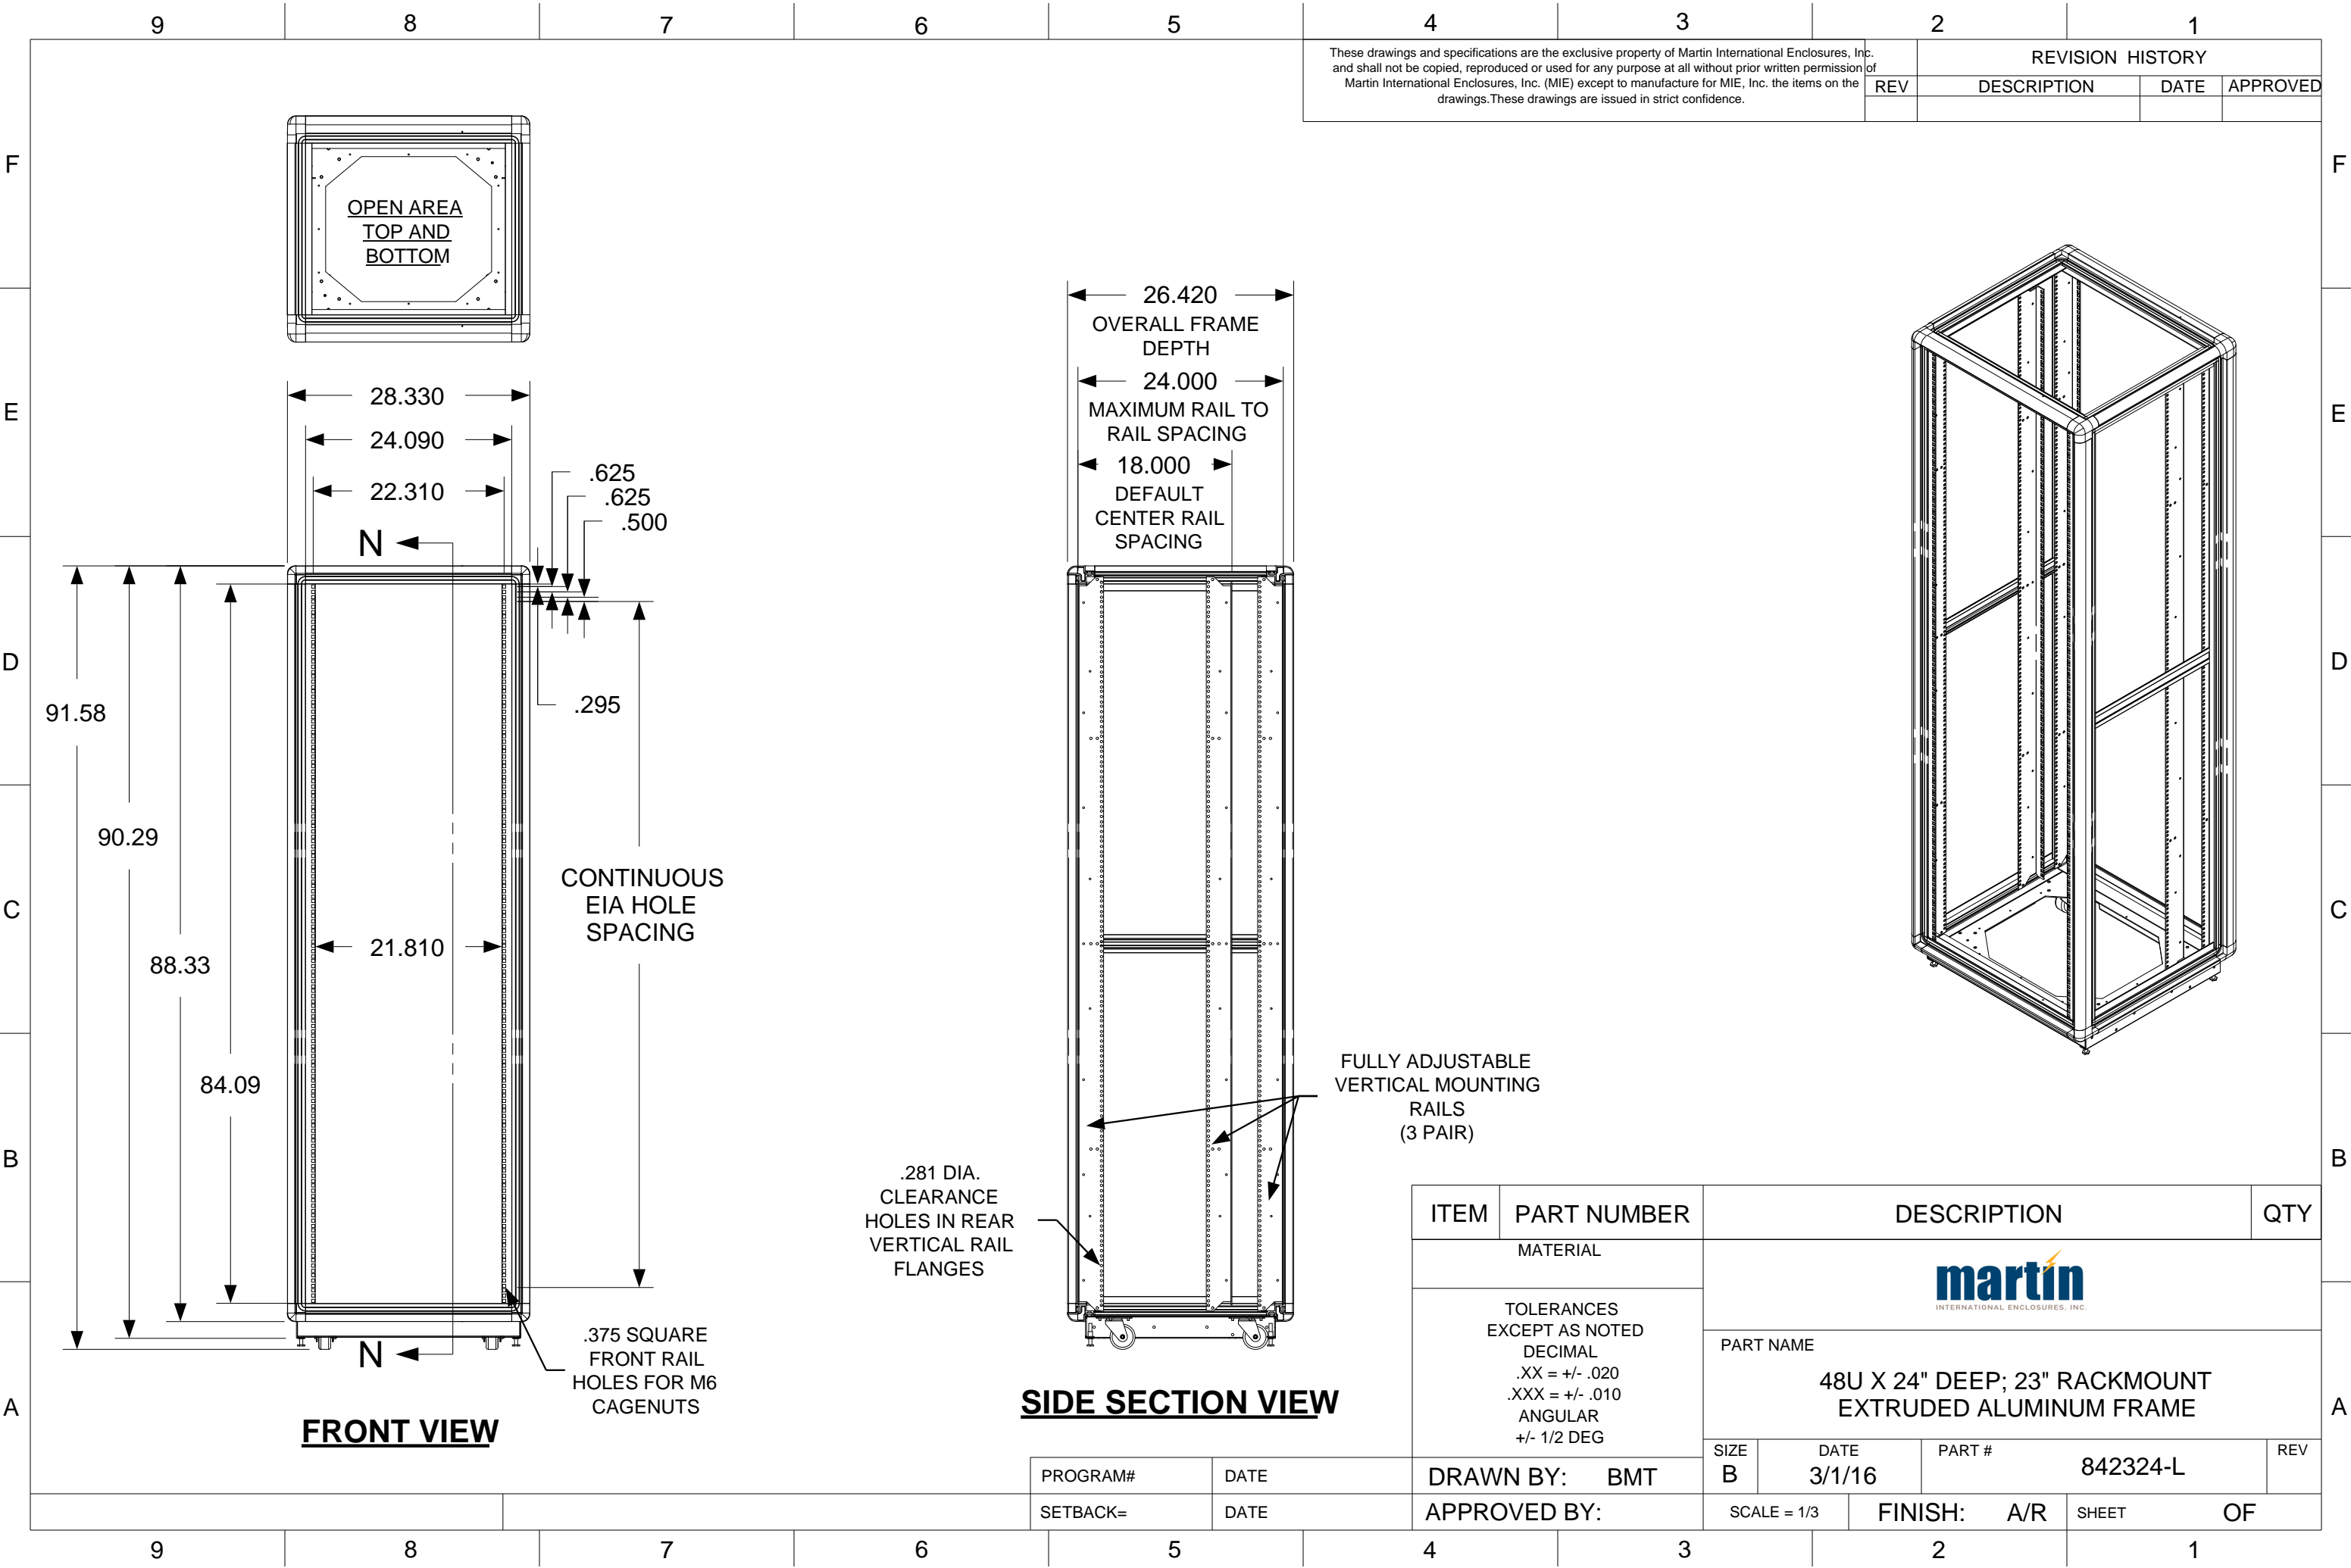 9 8 7 6 5 4 3 2 1
These drawings and specifications are the exclusive property of Martin International Enclosures, Inc.
and shall not be copied, reproduced or used for any purpose at all without prior written permission of
Martin International Enclosures, Inc. (MIE) except to manufacture for MIE, Inc. the items on the
drawings.These drawings are issued in strict confidence.
REVISION HISTORY
REV DESCRIPTION DATE APPROVED
F
F
OPEN AREA
TOP AND
BOTTOM
E
E
28.330
24.090
22.310
.625
.625
.500
N
26.420
OVERALL FRAME
DEPTH
24.000
MAXIMUM RAIL TO
RAIL SPACING
18.000
DEFAULT
CENTER RAIL
SPACING
D
D
91.58
.295
90.29
CONTINUOUS
EIA HOLE
SPACING
C
C
21.810
88.33
84.09
FULLY ADJUSTABLE
VERTICAL MOUNTING
RAILS
(3 PAIR)
B
B
.281 DIA.
CLEARANCE
HOLES IN REAR
VERTICAL RAIL
FLANGES
N
.375 SQUARE
FRONT RAIL
HOLES FOR M6
CAGENUTS
A
A
FRONT VIEW
SIDE SECTION VIEW
ITEM PART NUMBER DESCRIPTION QTY
MATERIAL
martin
INTERNATIONAL ENCLOSURES, INC.
TOLERANCES
EXCEPT AS NOTED
DECIMAL
.XX = +/- .020
.XXX = +/- .010
ANGULAR
+/- 1/2 DEG
PART NAME
48U X 24" DEEP; 23" RACKMOUNT
EXTRUDED ALUMINUM FRAME
SIZE
B
DATE
3/1/16
PART #
842324-L
REV
PROGRAM# DATE
DRAWN BY: BMT
SETBACK= DATE
APPROVED BY:
SCALE = 1/3
FINISH: A/R
SHEET OF
9 8 7 6 5 4 3 2 1